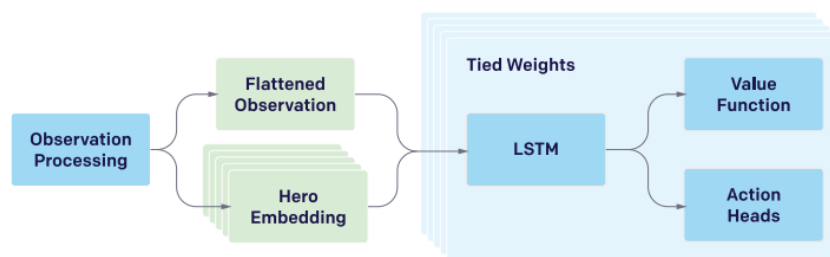 Observation
Processing
Flattened
Observation
Hero
Embedding
Tied Weights
LSTM
Value
Function
Action
Heads